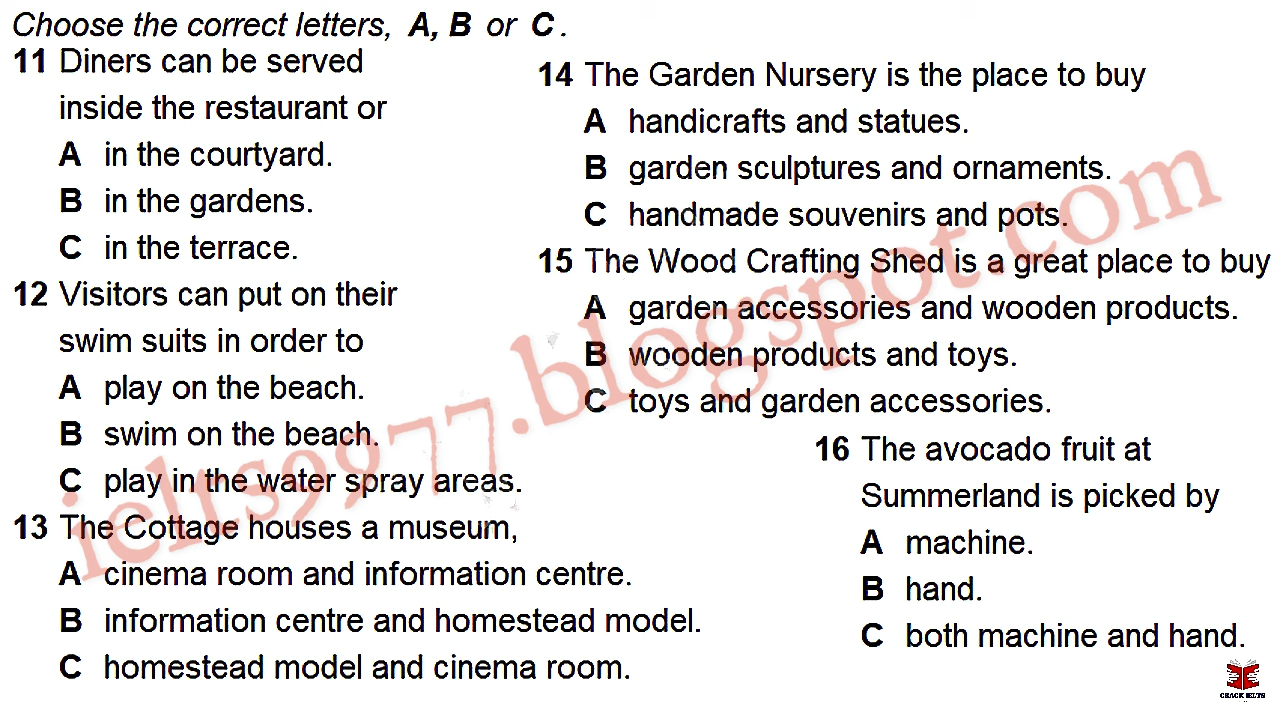 Choose the correct letters, A, B or C.
11 Diners can be served
inside the restaurant or
A in the courtyard.
B in the gardens.
C in the terrace.
12 Visitors can put on their
swim suits in order to
A play on the beach.
B swim on the beach.
C play in the water spray areas.
13 The Cottage houses a museum,
A cinema room and information centre.
B information centre and homestead model.
C homestead model and cinema room.
14 The Garden Nursery is the place to buy
A handicrafts and statues.
B garden sculptures and ornaments.
C handmade souvenirs and pots.
15 The Wood Crafting Shed is a great place to buy
A garden accessories and wooden products.
B wooden products and toys.
C toys and garden accessories.
16 The avocado fruit at
Summerland is picked by
A machine.
B hand.
C both machine and hand.
ielts9977.blogspot.com
CRACK IELTS